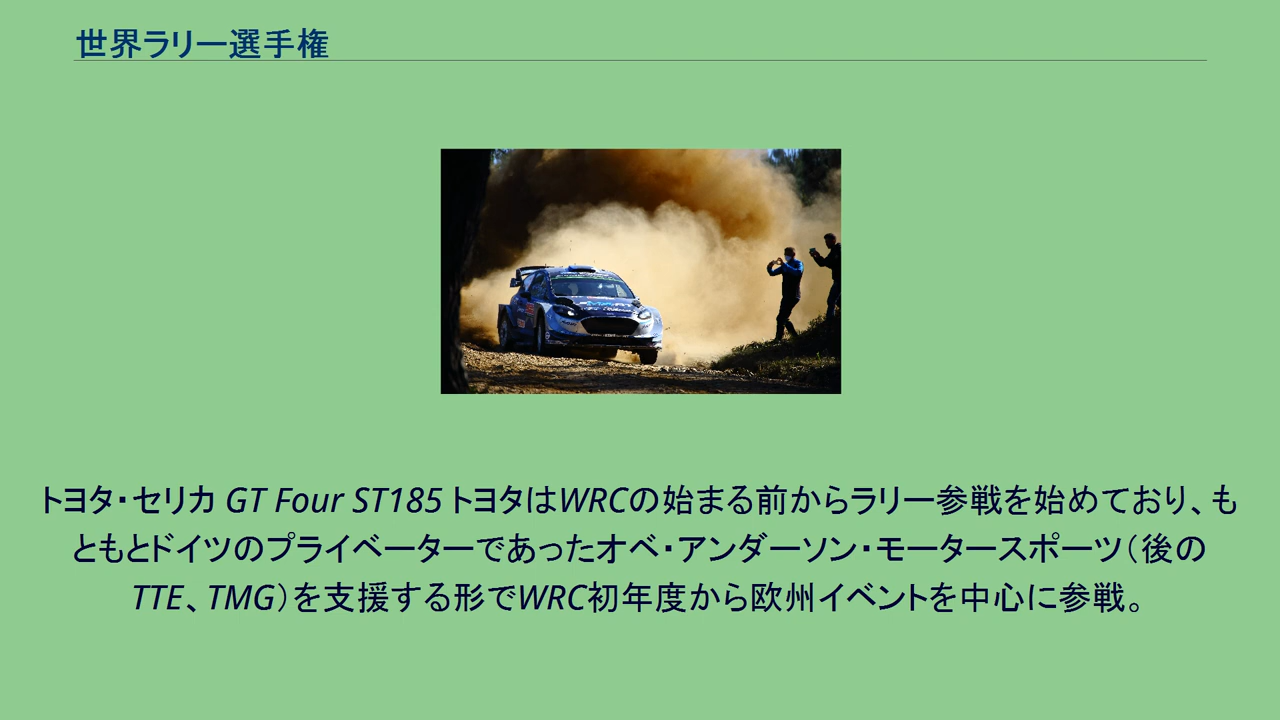 世界ラリー選手権
トヨタ・セリカ GT Four ST185 トヨタはWRCの始まる前からラリー参戦を始めており、も
ともとドイツのプライベーターであったオベ・アンダーソン・モータースポーツ（後の
TTE、TMG）を支援する形でWRC初年度から欧州イベントを中心に参戦。